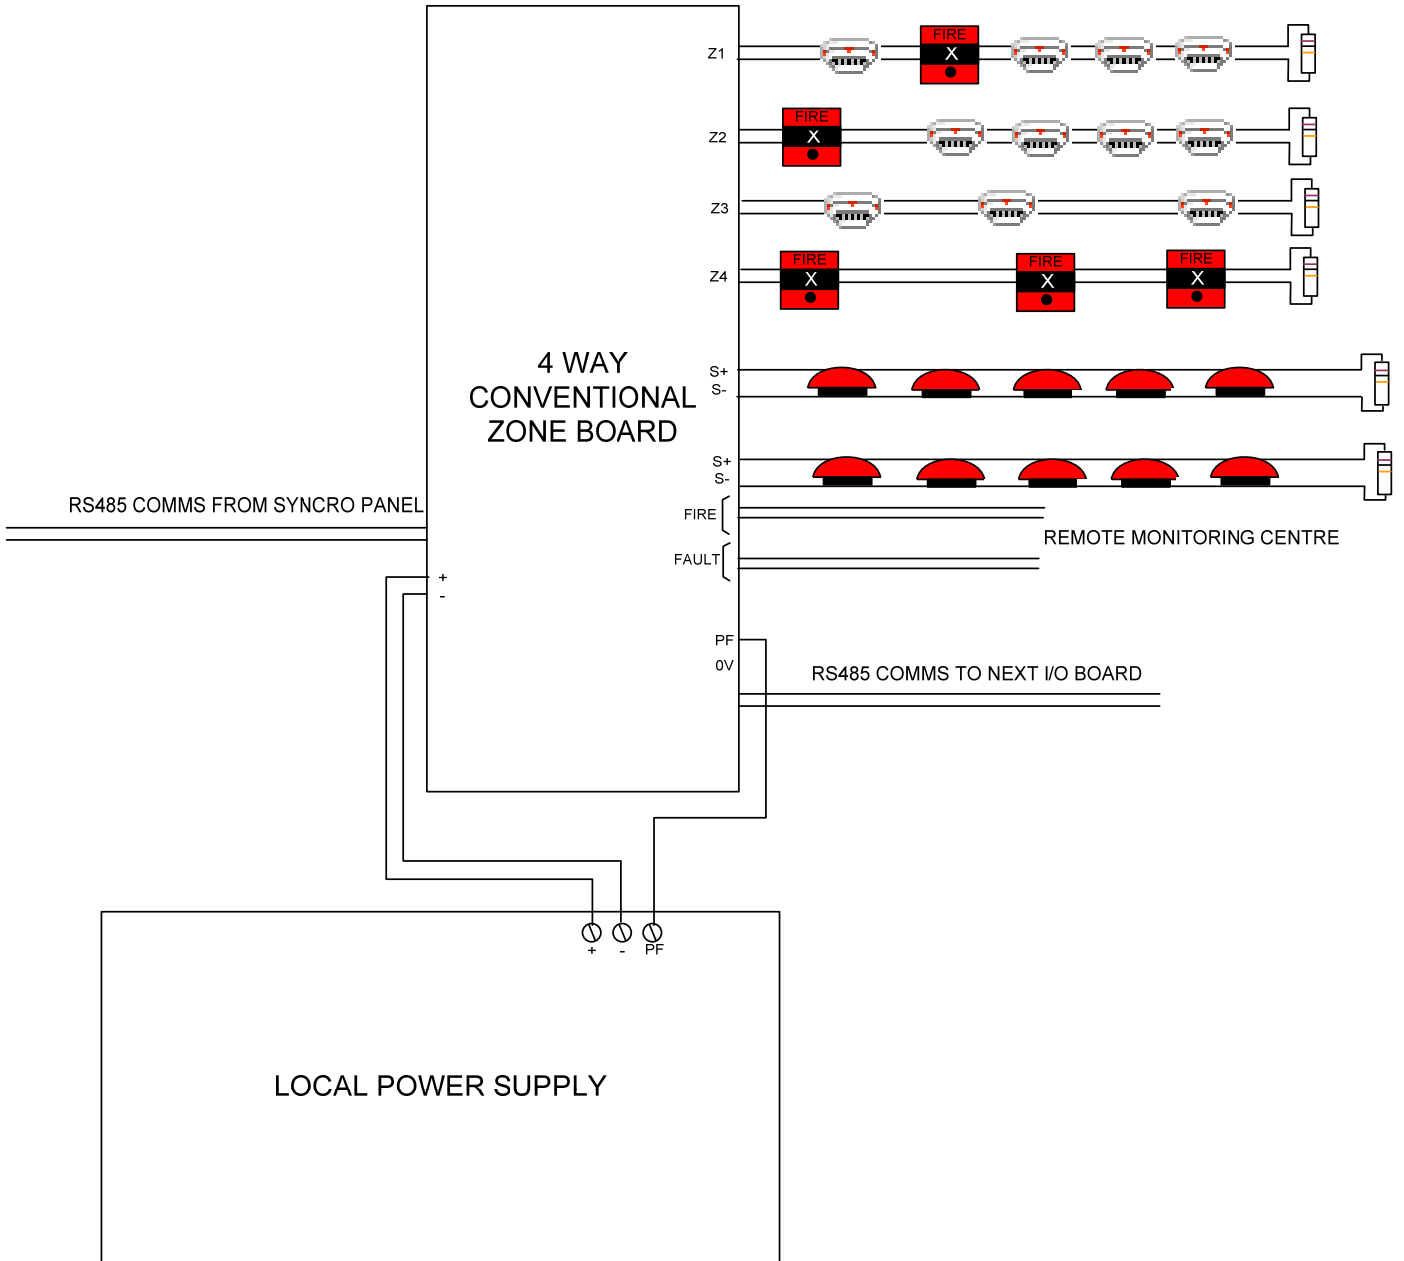 Z1
FIRE
X
Z2
FIRE
X
Z3
Z4
FIRE
X
FIRE
X
FIRE
X
4 WAY
CONVENTIONAL
ZONE BOARD
S+
S-
S+
S-
RS485 COMMS FROM SYNCRO PANEL
FIRE
REMOTE MONITORING CENTRE
FAULT
+
-
PF
0V
RS485 COMMS TO NEXT I/O BOARD
+
-
PF
LOCAL POWER SUPPLY